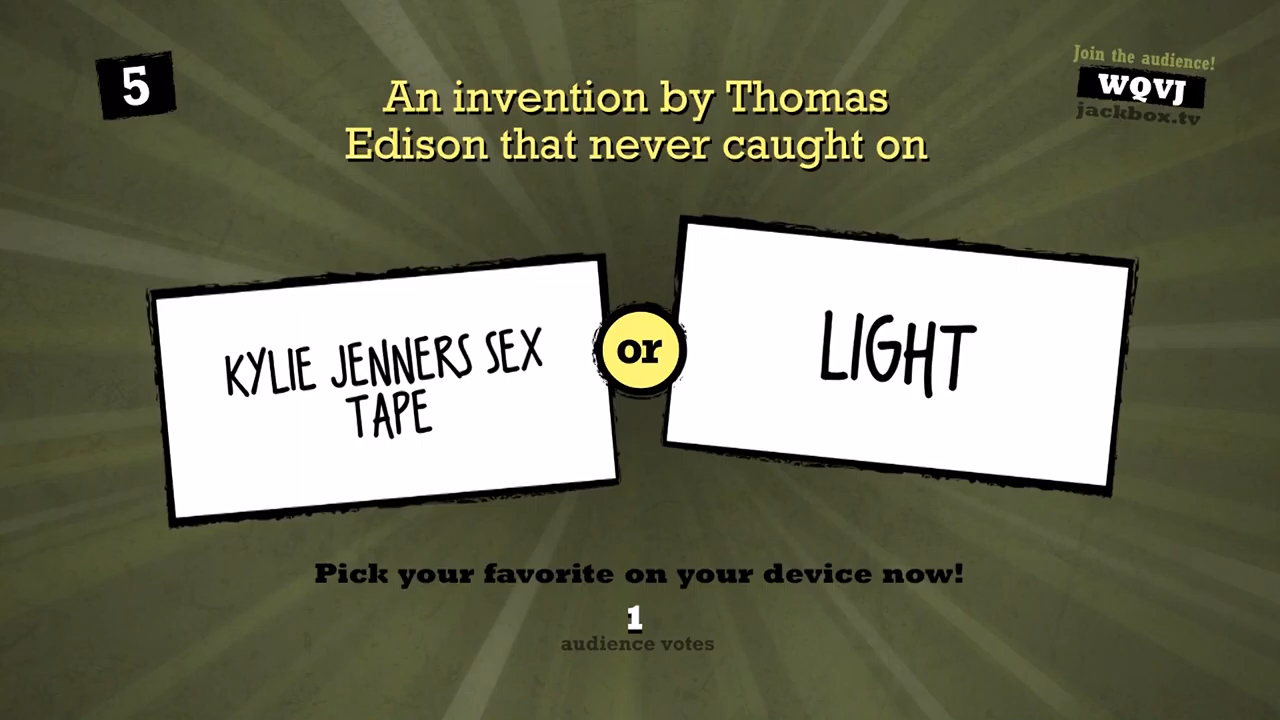 5
Join the audience!
WQVJ
jackbox.tv
An invention by Thomas
Edison that never caught on
KYLIE JENNERS SEX
TAPE
or
LIGHT
Pick your favorite on your device now!
1
audience votes